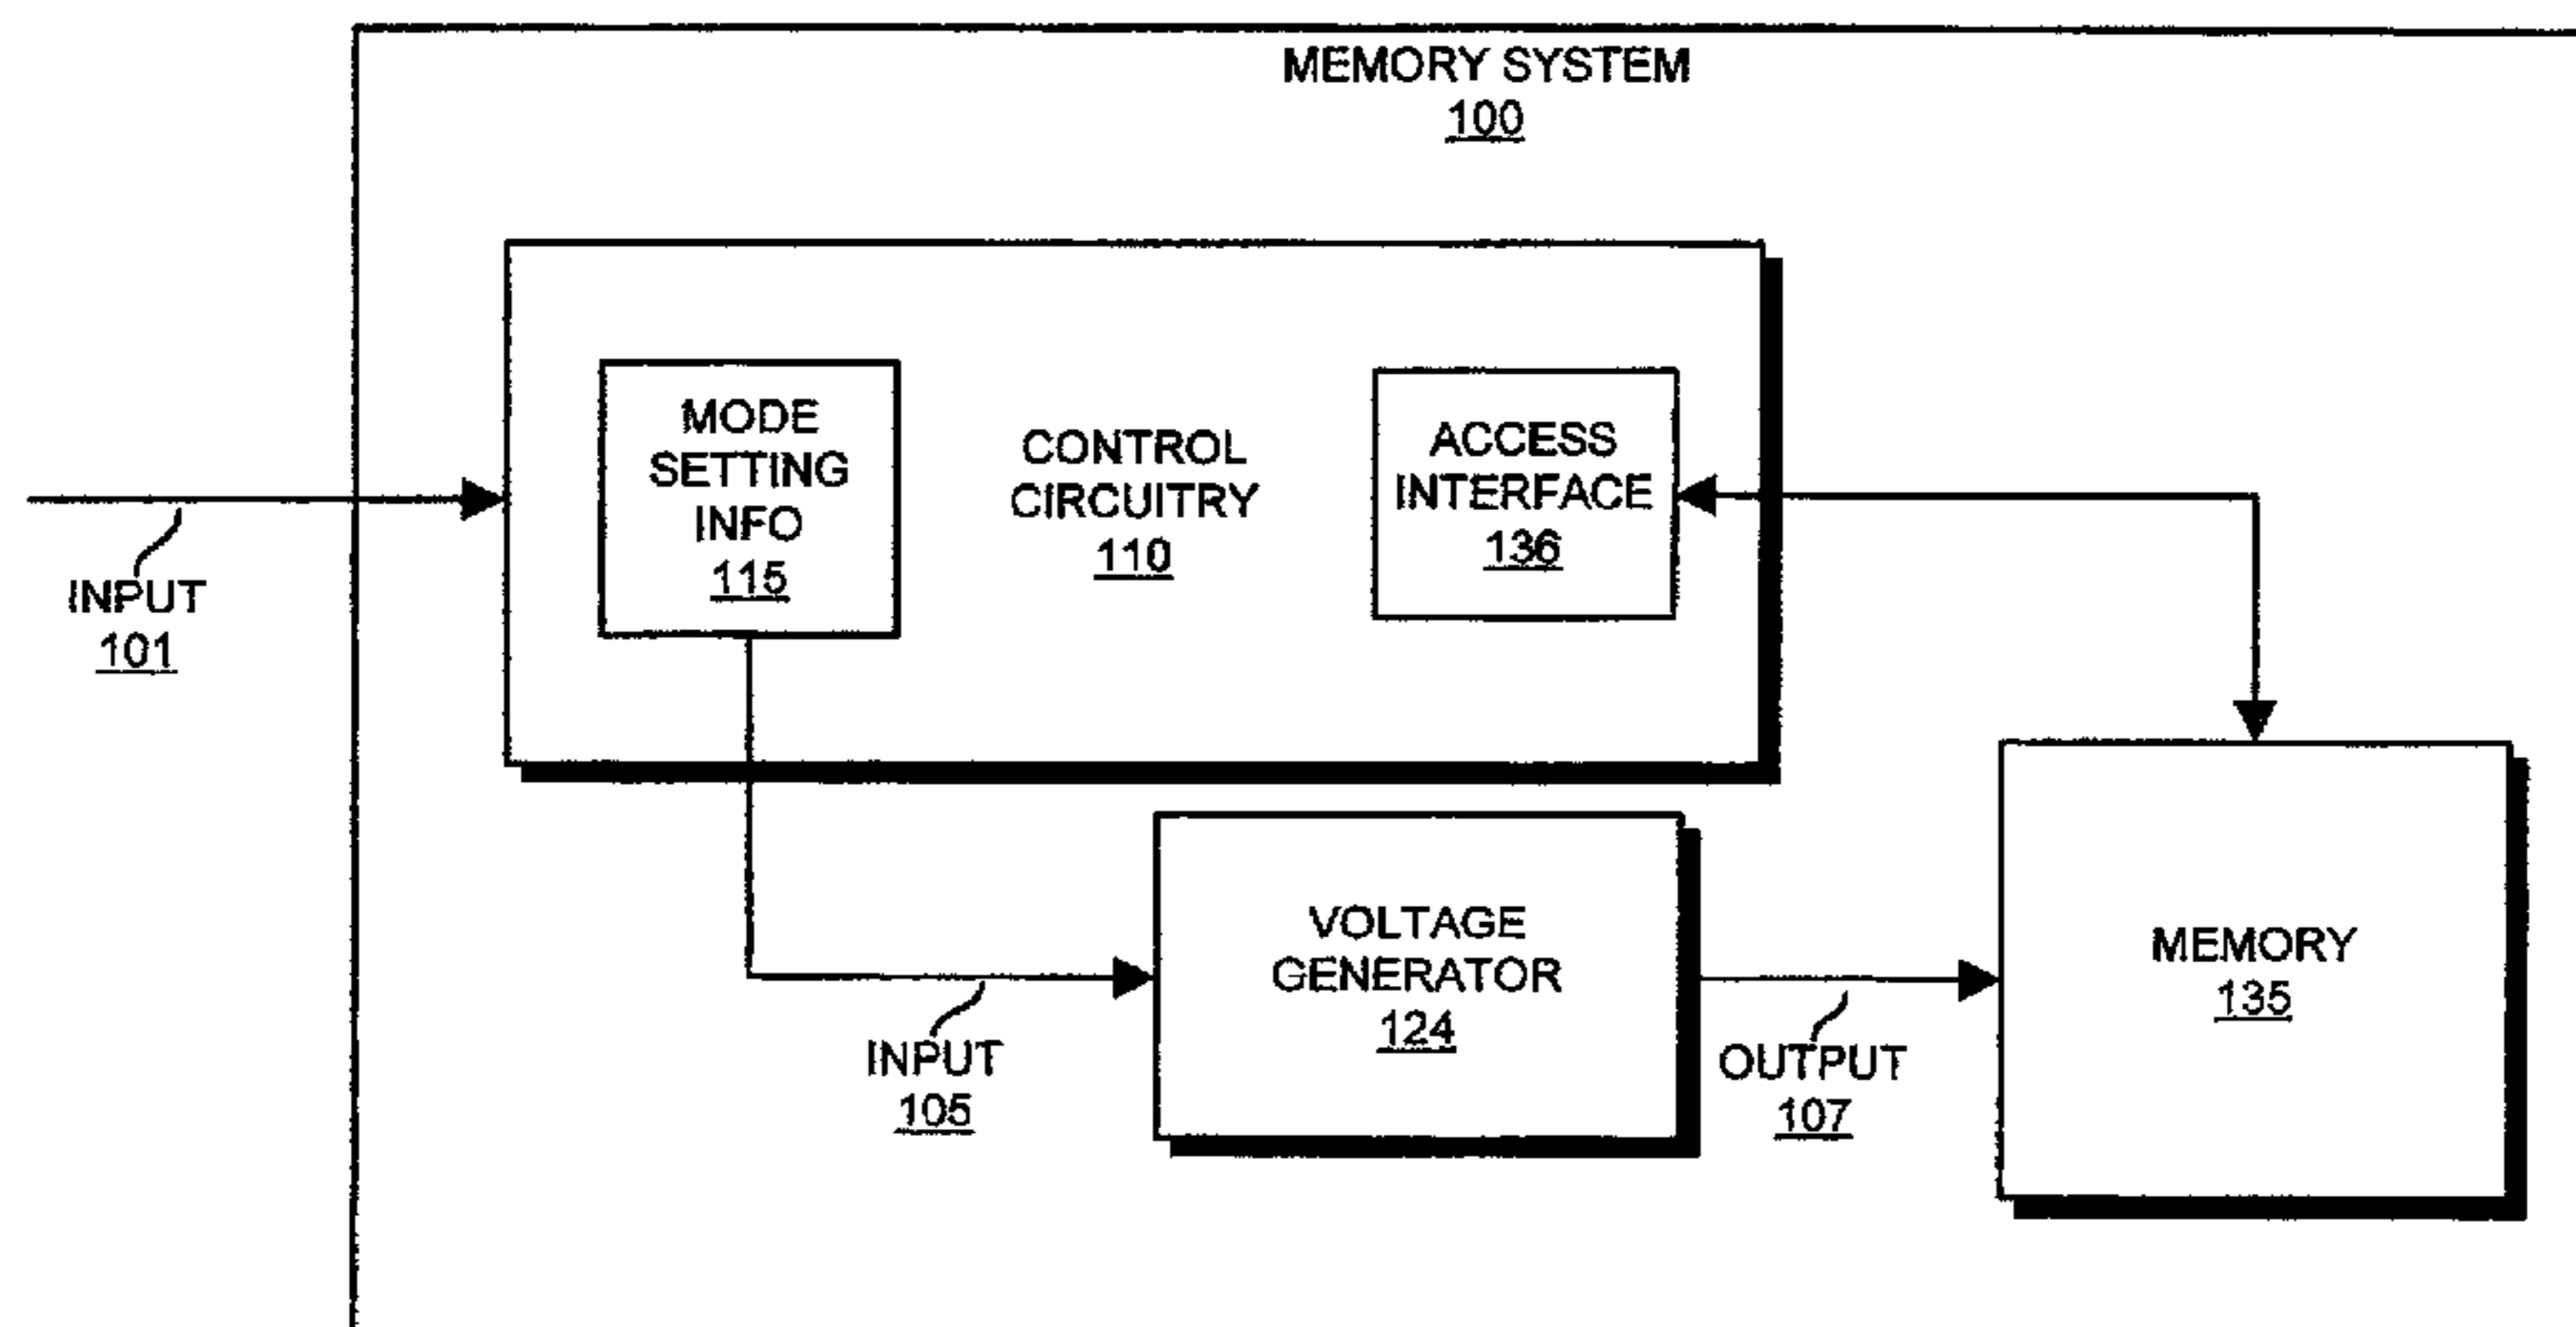 MEMORY SYSTEM
100
MODE
SETTING
INFO
115
CONTROL
CIRCUITRY
110
ACCESS
INTERFACE
136
INPUT
101
VOLTAGE
GENERATOR
124
MEMORY
135
INPUT
105
OUTPUT
107